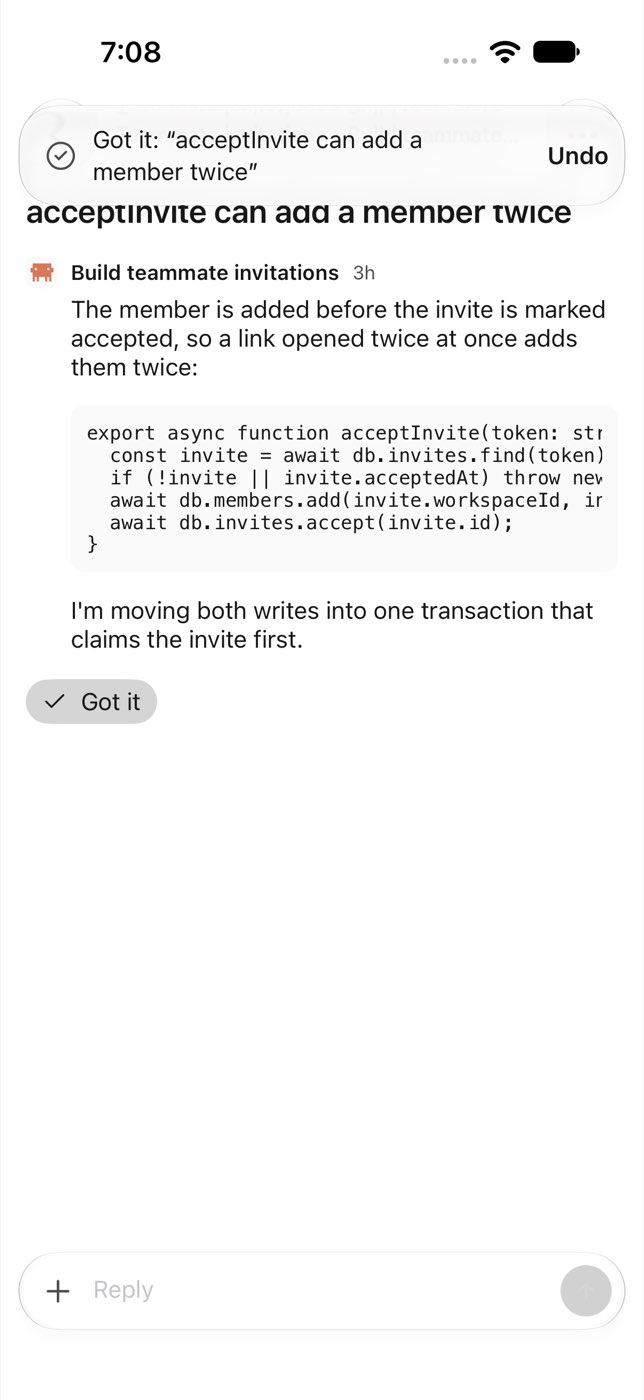 7:08
Got it: “acceptInvite can add a
member twice”
Undo
acceptInvite can add a member twice
Build teammate invitations 3h
The member is added before the invite is marked
accepted, so a link opened twice at once adds
them twice:
export async function acceptInvite(token: str
const invite = await db.invites.find(token)
if (!invite || invite.acceptedAt) throw new
await db.members.add(invite.workspaceId, in
await db.invites.accept(invite.id);
}
I'm moving both writes into one transaction that
claims the invite first.
Got it
Reply